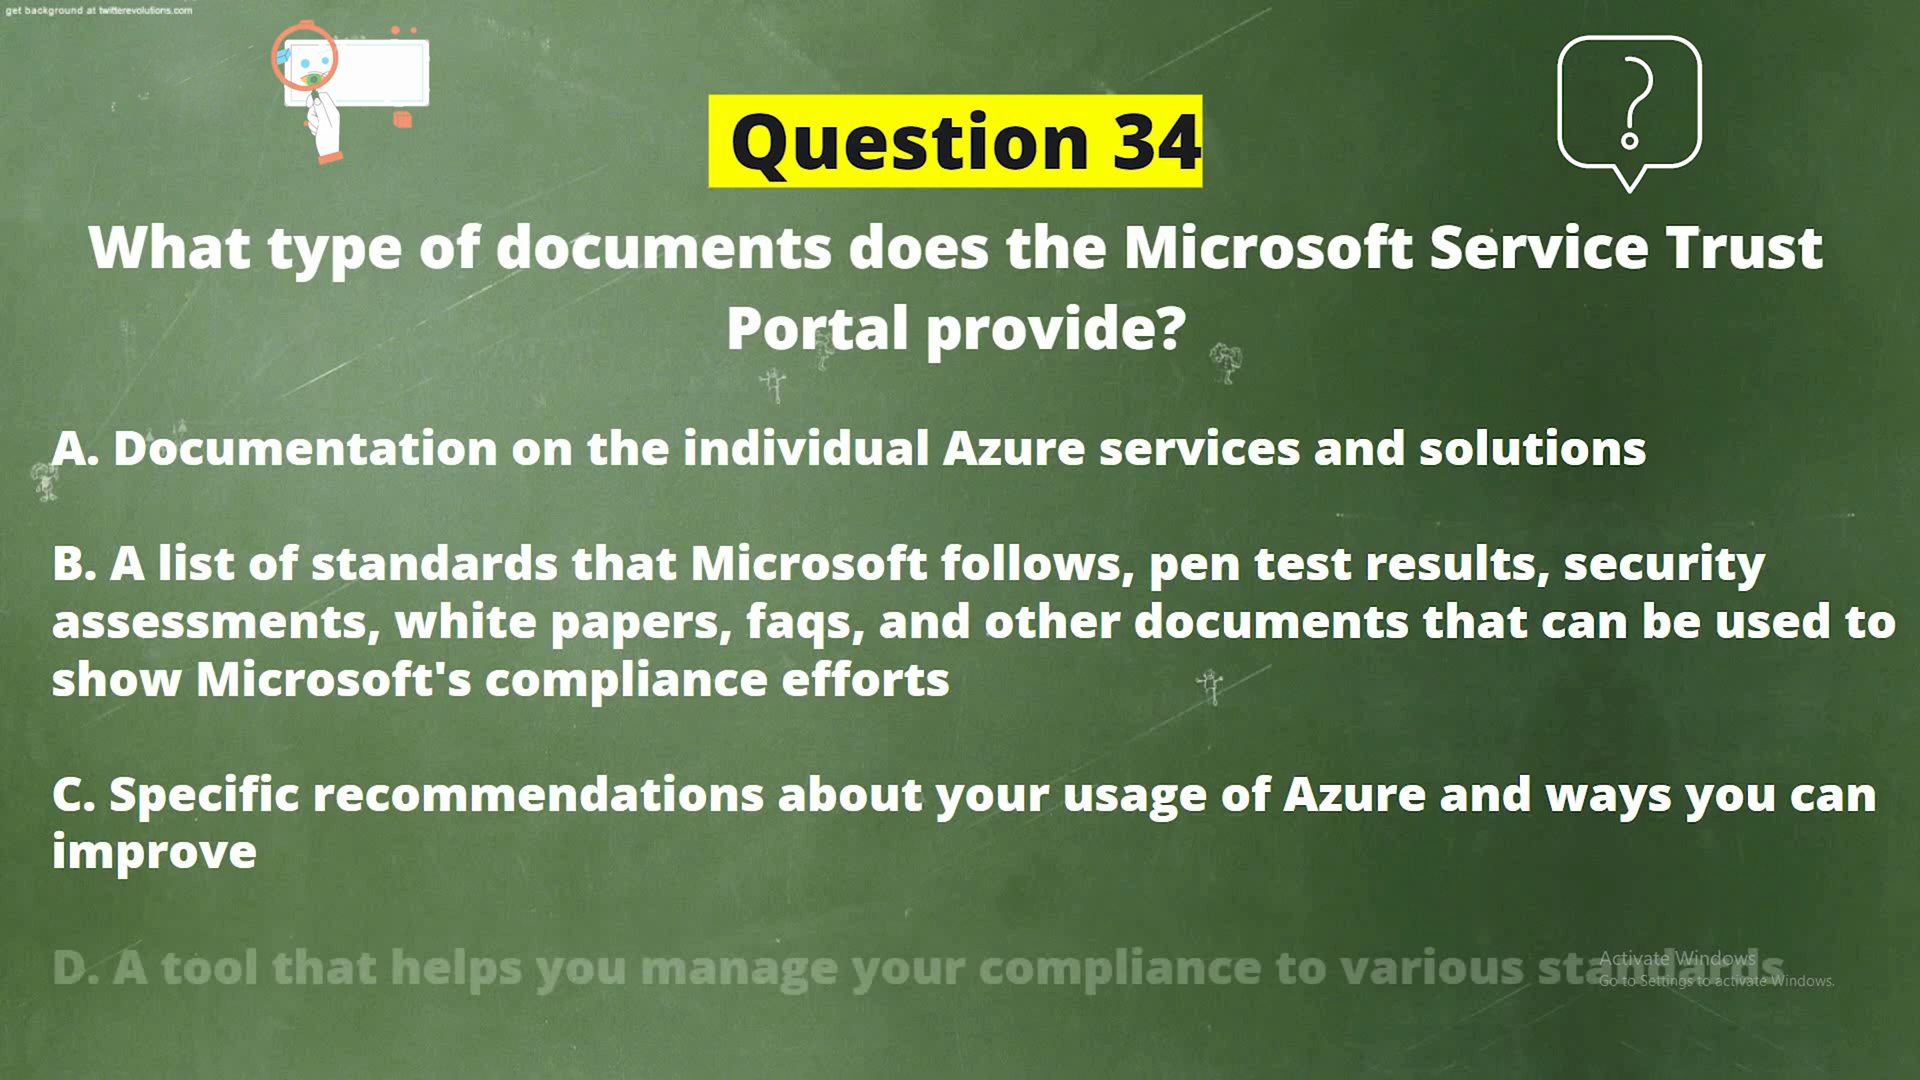 get background at twitterevolutions.com
Question 34
What type of documents does the Microsoft Service Trust
Portal provide?
A. Documentation on the individual Azure services and solutions
B. A list of standards that Microsoft follows, pen test results, security
assessments, white papers, faqs, and other documents that can be used to
show Microsoft's compliance efforts
C. Specific recommendations about your usage of Azure and ways you can
improve
D. A tool that helps you manage your compliance to various standards
Activate Windows
Go to Settings to activate Windows.